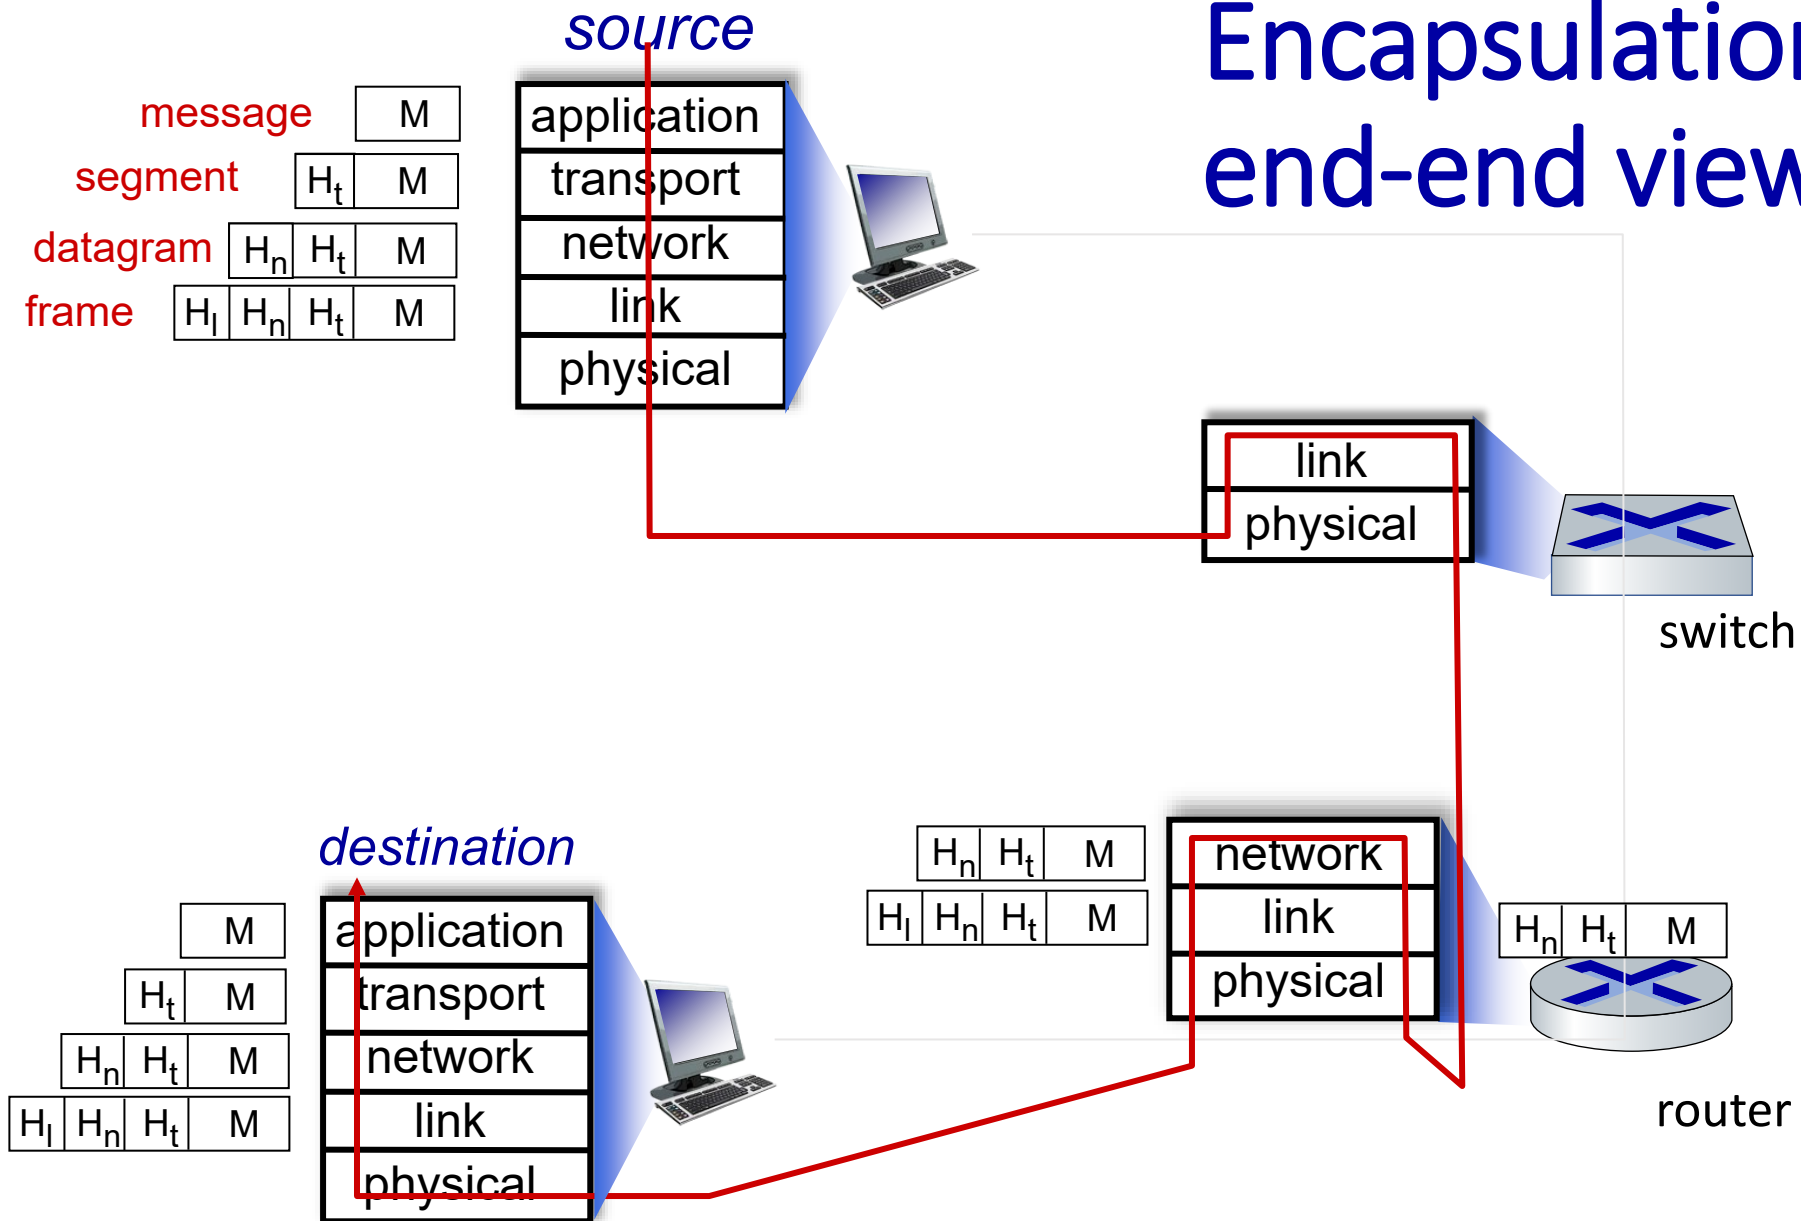 Encapsulation
end-end view
source
message M
segment Ht M
datagram Hn Ht M
frame Hl Hn Ht M
application
transport
network
link
physical
link
physical
switch
destination
M
Ht M
Hn Ht M
Hl Hn Ht M
application
transport
network
link
physical
Hn Ht M
Hl Hn Ht M
network
link
physical
Hn Ht M
router